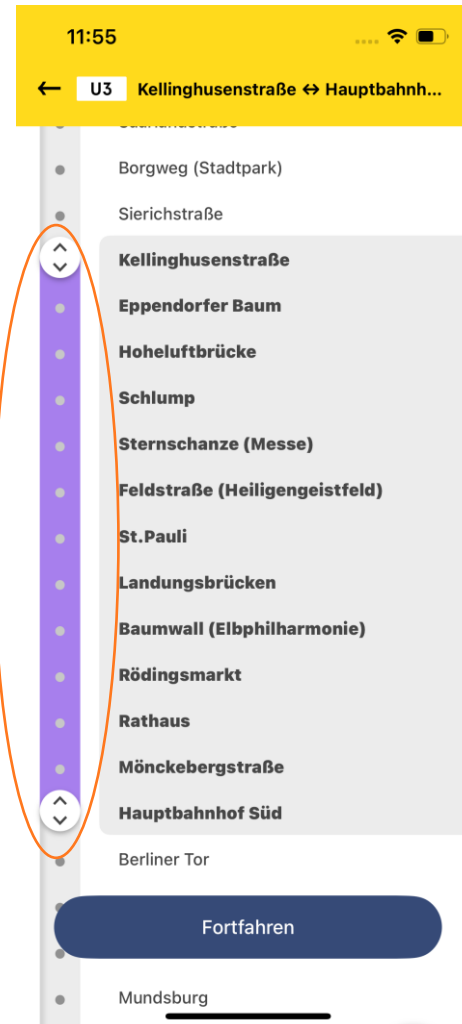 11:55
U3 Kellinghusenstraße ↔ Hauptbahnh...
Borgweg (Stadtpark)
Sierichstraße
Kellinghusenstraße
Eppendorfer Baum
Hoheluftbrücke
Schlump
Sternschanze (Messe)
Feldstraße (Heiligengeistfeld)
St.Pauli
Landungsbrücken
Baumwall (Elbphilharmonie)
Rödingsmarkt
Rathaus
Mönckebergstraße
Hauptbahnhof Süd
Berliner Tor
Fortfahren
Mundsburg